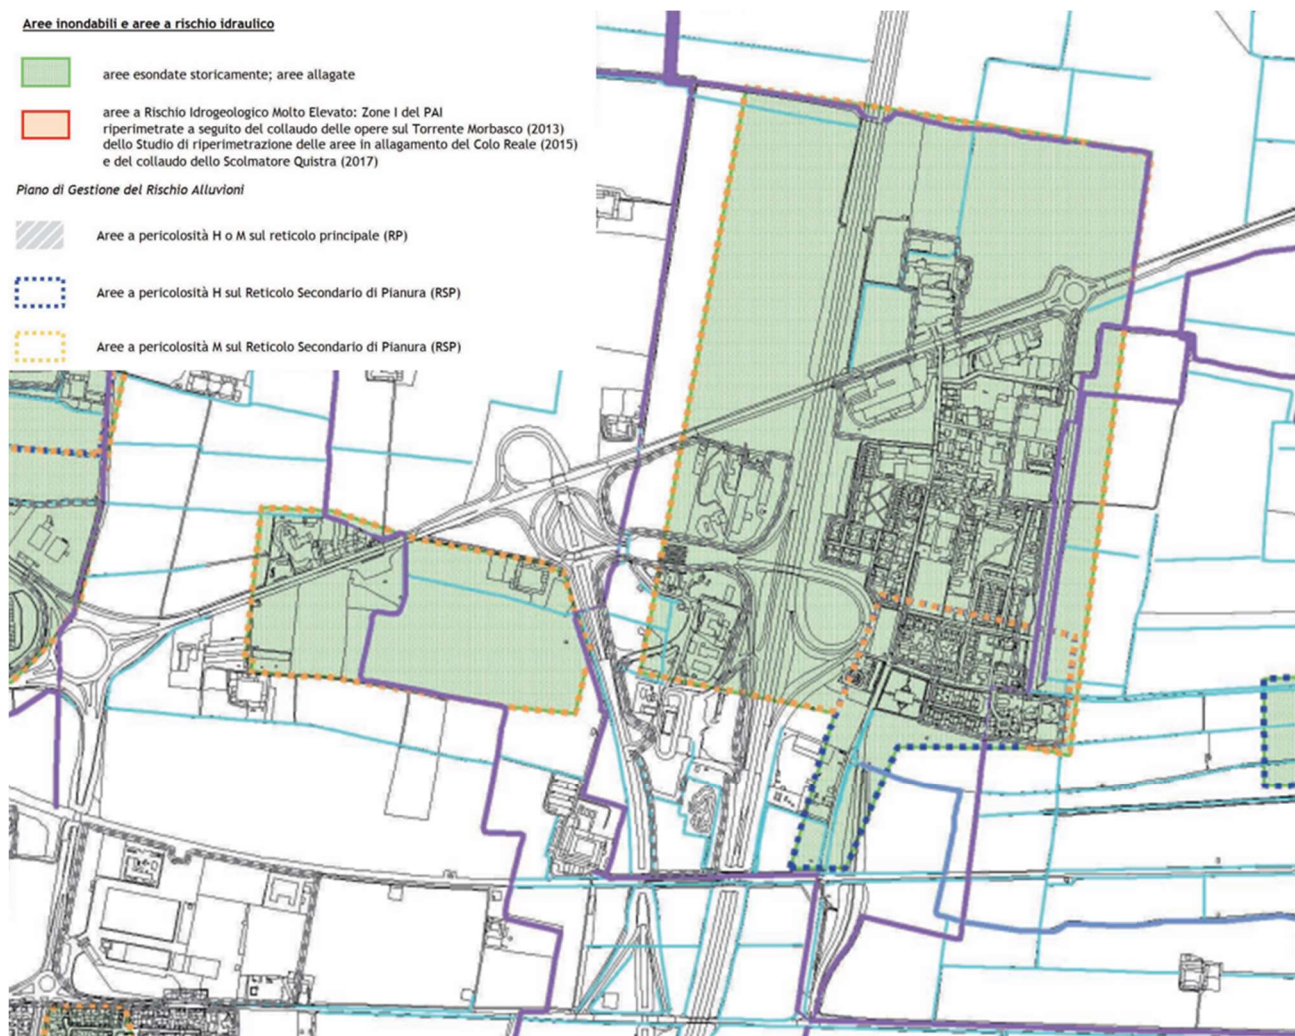 Aree inondabili e aree a rischio idraulico
aree esondate storicamente; aree allagate
aree a Rischio Idrogeologico Molto Elevato: Zone I del PAI
riperimetrate a seguito del collaudo delle opere sul Torrente Morbasco (2013)
dello Studio di riperimetrazione delle aree in allagamento del Colo Reale (2015)
e del collaudo dello Scolmatore Quistra (2017)
Piano di Gestione del Rischio Alluvioni
Aree a pericolosità H o M sul reticolo principale (RP)
Aree a pericolosità H sul Reticolo Secondario di Pianura (RSP)
Aree a pericolosità M sul Reticolo Secondario di Pianura (RSP)